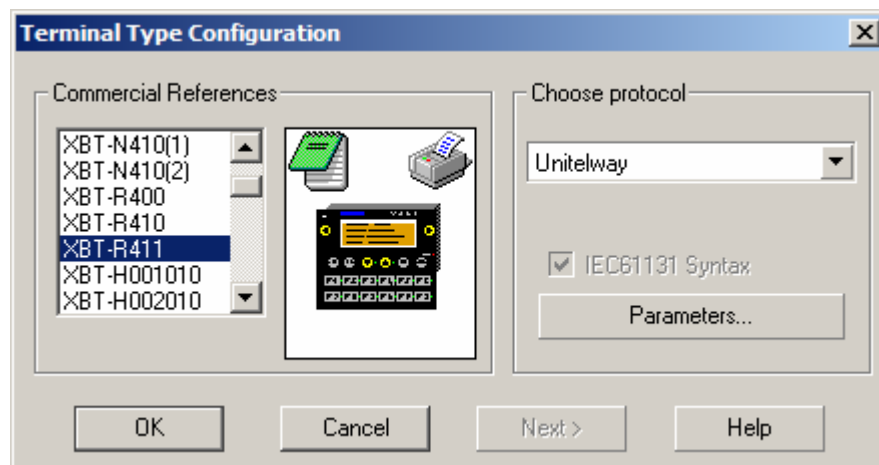 Terminal Type Configuration
Commercial References
XBT-N410(1)
XBT-N410(2)
XBT-R400
XBT-R410
XBT-R411
XBT-H001010
XBT-H002010
Choose protocol
Unitelway
IEC61131 Syntax
Parameters...
OK
Cancel
Next >
Help